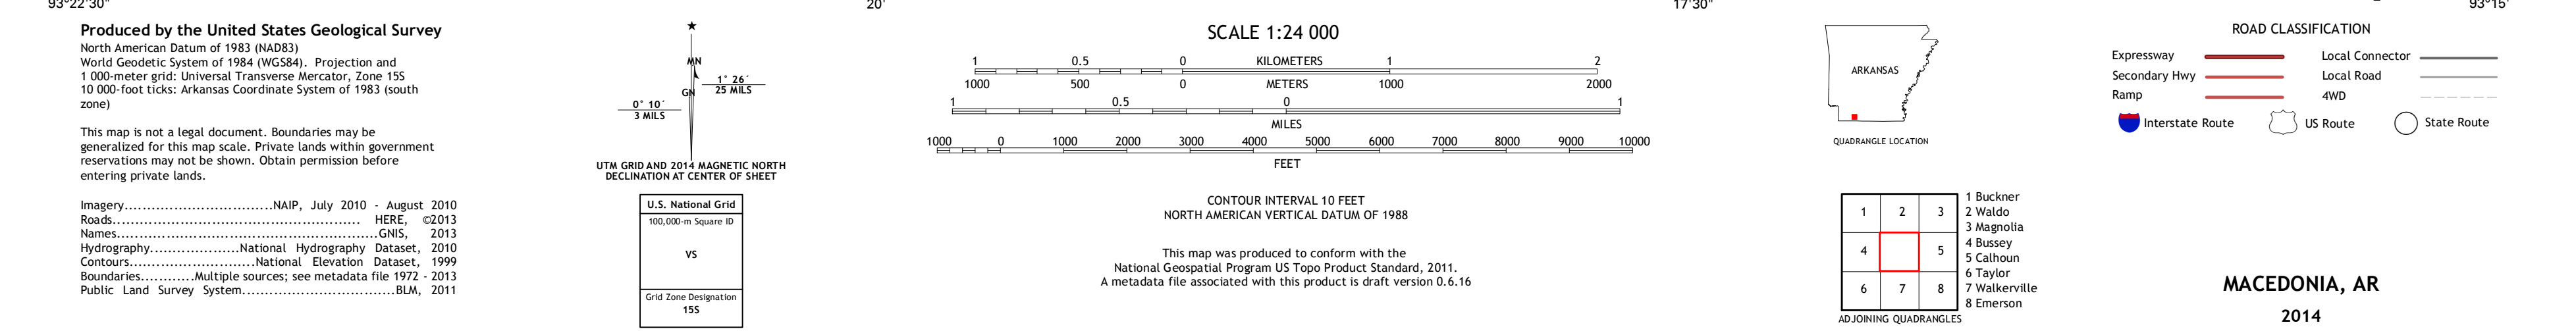 93°22'30"
20'
17'30"
93°15'
Produced by the United States Geological Survey
North American Datum of 1983 (NAD83)
World Geodetic System of 1984 (WGS84). Projection and
1 000-meter grid: Universal Transverse Mercator, Zone 15S
10 000-foot ticks: Arkansas Coordinate System of 1983 (south
zone)
This map is not a legal document. Boundaries may be
generalized for this map scale. Private lands within government
reservations may not be shown. Obtain permission before
entering private lands.
Imagery................................NAIP, July 2010 - August 2010
Roads...................................................... HERE, ©2013
Names........................................................GNIS, 2013
Hydrography...................National Hydrography Dataset, 2010
Contours..........................National Elevation Dataset, 1999
Boundaries...........Multiple sources; see metadata file 1972 - 2013
Public Land Survey System.................................BLM, 2011
MN
1° 26´
25 MILS
GN
0° 10´
3 MILS
UTM GRID AND 2014 MAGNETIC NORTH
DECLINATION AT CENTER OF SHEET
U.S. National Grid
100,000-m Square ID
VS
Grid Zone Designation
15S
SCALE 1:24 000
1 0.5 0 KILOMETERS 1 2
1000 500 0 METERS 1000 2000
1 0.5 0 1
MILES
1000 0 1000 2000 3000 4000 5000 6000 7000 8000 9000 10000
FEET
CONTOUR INTERVAL 10 FEET
NORTH AMERICAN VERTICAL DATUM OF 1988
This map was produced to conform with the
National Geospatial Program US Topo Product Standard, 2011.
A metadata file associated with this product is draft version 0.6.16
ARKANSAS
QUADRANGLE LOCATION
1 2 3
4 5
6 7 8
1 Buckner
2 Waldo
3 Magnolia
4 Bussey
5 Calhoun
6 Taylor
7 Walkerville
8 Emerson
ADJOINING QUADRANGLES
ROAD CLASSIFICATION
Expressway
Local Connector
Secondary Hwy
Local Road
Ramp
4WD
Interstate Route
US Route
State Route
MACEDONIA, AR
2014